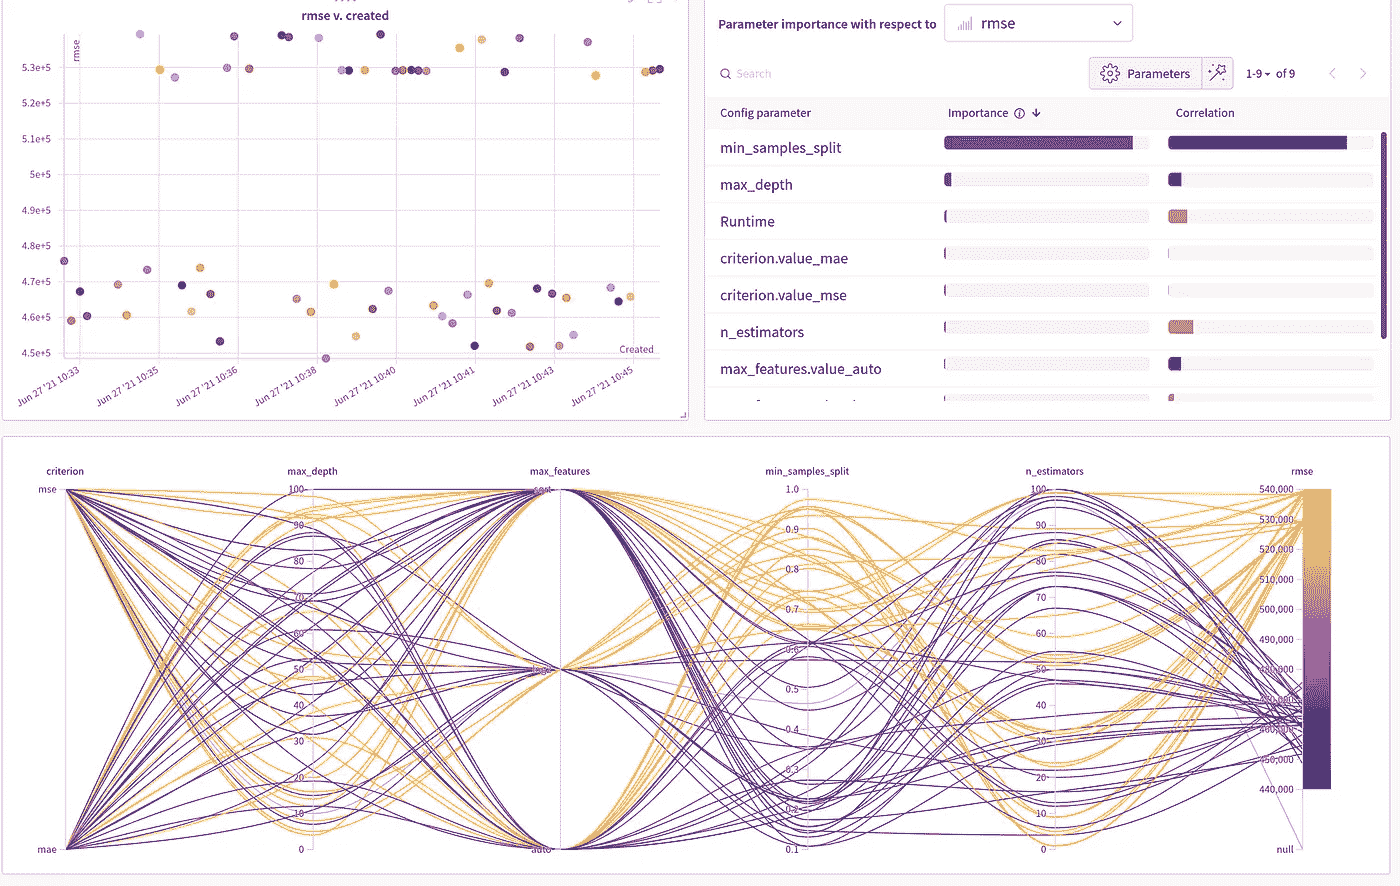 rmse v. created
rmse
5.3e+5
5.2e+5
5.1e+5
5e+5
4.9e+5
4.8e+5
4.7e+5
4.6e+5
4.5e+5
Created
Jun 27 '21 10:33
Jun 27 '21 10:35
Jun 27 '21 10:36
Jun 27 '21 10:38
Jun 27 '21 10:40
Jun 27 '21 10:41
Jun 27 '21 10:43
Jun 27 '21 10:45
Parameter importance with respect to rmse
Search Parameters 1-9 of 9
Config parameter Importance Correlation
min_samples_split
max_depth
Runtime
criterion.value_mae
criterion.value_mse
n_estimators
max_features.value_auto
criterion max_depth max_features min_samples_split n_estimators rmse
mse
mae
100
90
80
70
60
50
40
30
20
10
0
sqrt
auto
1.0
0.9
0.8
0.7
0.6
0.5
0.4
0.3
0.2
0.1
100
90
80
70
60
50
40
30
20
10
0
540,000
530,000
520,000
510,000
500,000
490,000
480,000
470,000
460,000
450,000
440,000
null